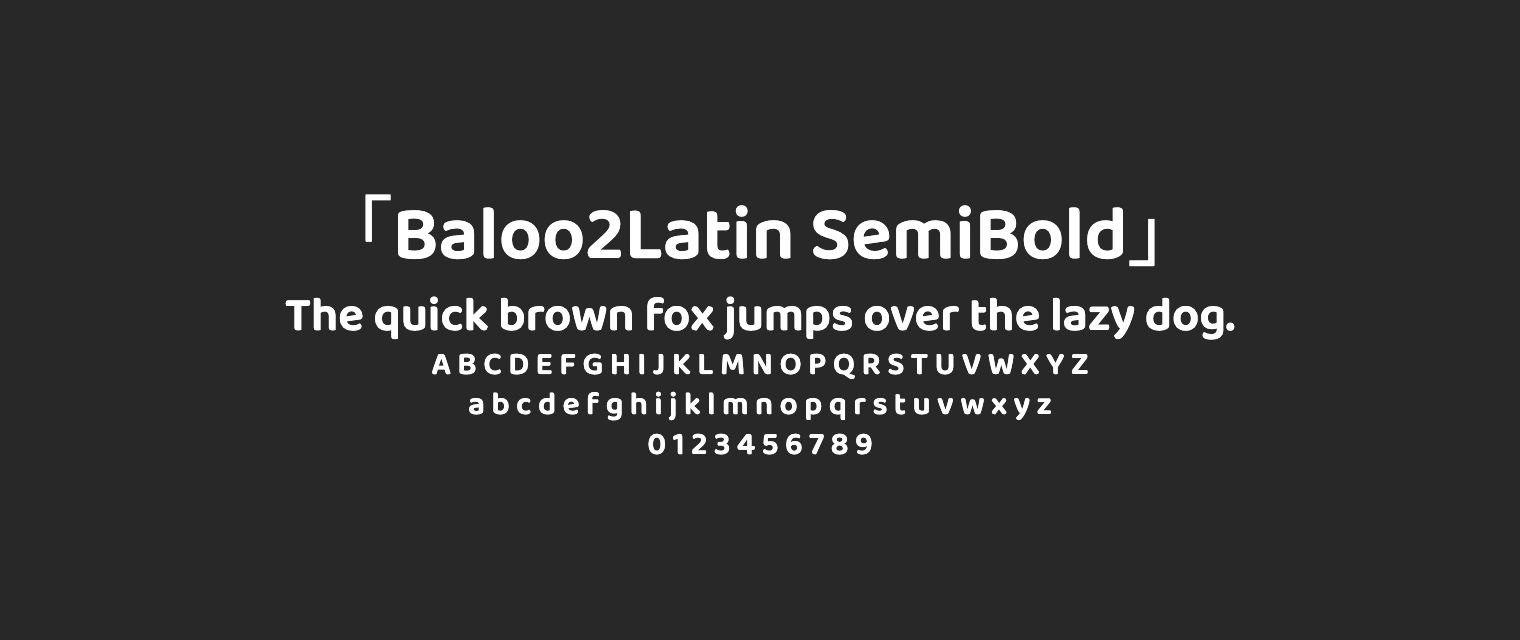 「Baloo2Latin SemiBold」
The quick brown fox jumps over the lazy dog.
A B C D E F G H I J K L M N O P Q R S T U V W X Y Z
a b c d e f g h i j k l m n o p q r s t u v w x y z
0 1 2 3 4 5 6 7 8 9